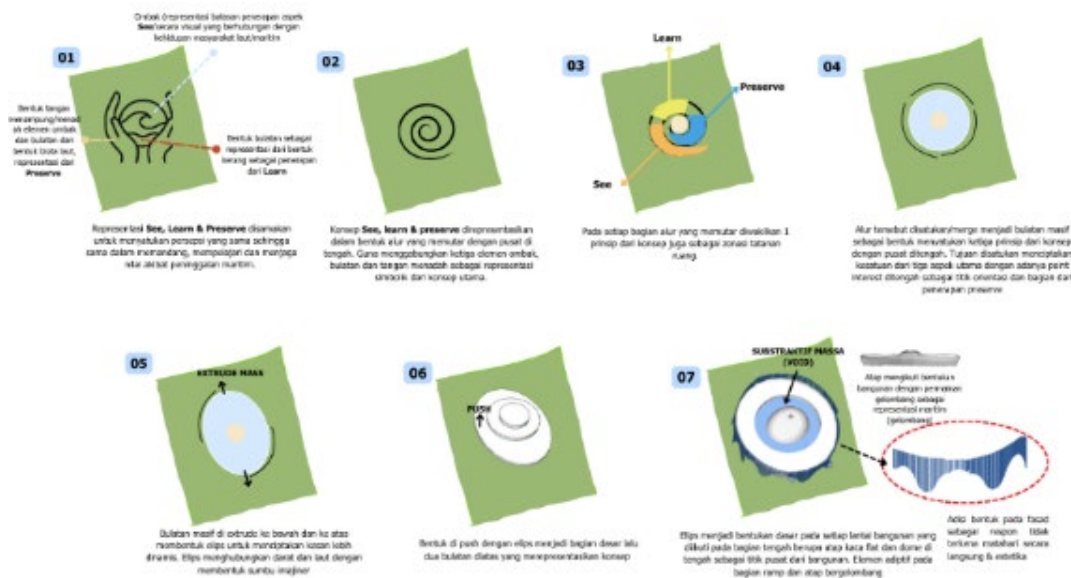 01
Ombak (representasi batasan penerapan aspek
See/secara visual yang berhubungan dengan
kehidupan masyarakat laut/maritim
Bentuk tangan
elemen ombak
dan bulatan dari
bentuk biota laut,
representasi dari
Preserve
Bentuk bulatan sebagai
representasi dari bentuk
kerang sebagai penerapan
dari Learn
Representasi See, Learn & Preserve disamakan
untuk menyatukan persepsi yang sama sehingga
sama dalam memandang, mempelajari dan menjaga
nilai peninggalan maritim.
02
Konsep See, learn & preserve direpresentasikan
dalam bentuk alur yang memutar dengan pusat di
tengah. Guna menggabungkan ketiga elemen ombak,
bulatan dan tangan menadah sebagai representasi
simbolik dari konsep utama.
03
Learn
Preserve
See
Pada setiap bagian alur yang memutar diwakilkan 1
prinsip dari konsep juga sebagai zonasi tatanan
ruang.
04
Alur tersebut disatukan/merge menjadi bulatan masif
sebagai bentuk menyatukan ketiga prinsip dari konsep
dengan pusat ditengah. Tujuan disatukan menciptakan
kesatuan dari tiga aspek utama dengan adanya point
interest ditengah sebagai titik orientasi dan bagian dari
penerapan preserve
05
EXTRUDE MASS
Bulatan masif di extrude ke bawah dan ke atas
membentuk elips untuk menciptakan kesan lebih
dinamis. Elips menghubungkan darat dan laut dengan
membentuk sumbu imajiner
06
PUSH
Bentuk di push dengan elips menjadi bagian dasar lalu
dua bulatan diatas yang merepresentasikan konsep
07
SUBSTRAKTIF MASSA
(VOID)
Atap mengikuti bentukan
bangunan dengan permainan
gelombang sebagai
representasi maritim
(gelombang)
Elips menjadi bentukan dasar pada setiap lantai bangunan yang
diikuti pada bagian tengah berupa atap kaca flat dan dome di
tengah sebagai titik pusat dari bangunan. Elemen adiptif pada
bagian ramp dan atap bergelombang
Adisi bentuk pada fasad
sebagai respon tidak
terkena matahari secara
langsung & estetika